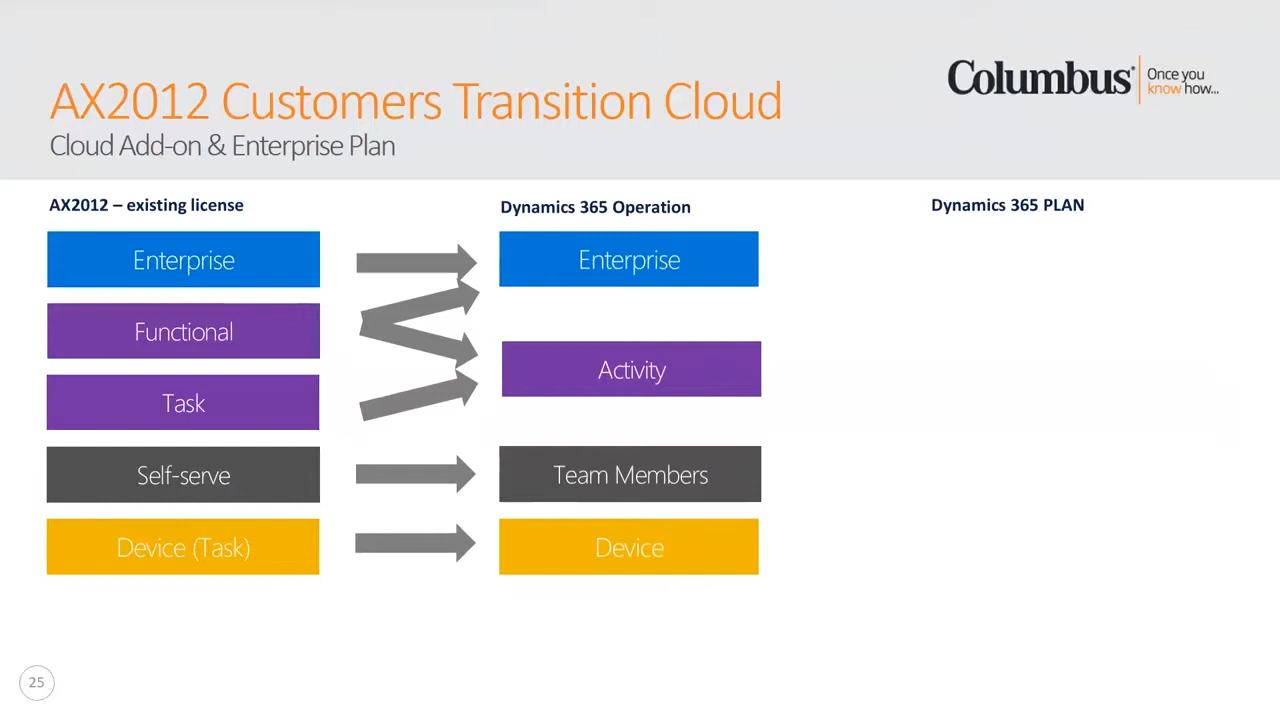 AX2012 Customers Transition Cloud
Cloud Add-on & Enterprise Plan
Columbus®
Once you
know how...
AX2012 – existing license
Dynamics 365 Operation
Dynamics 365 PLAN
Enterprise
Enterprise
Functional
Activity
Task
Self-serve
Team Members
Device (Task)
Device
25